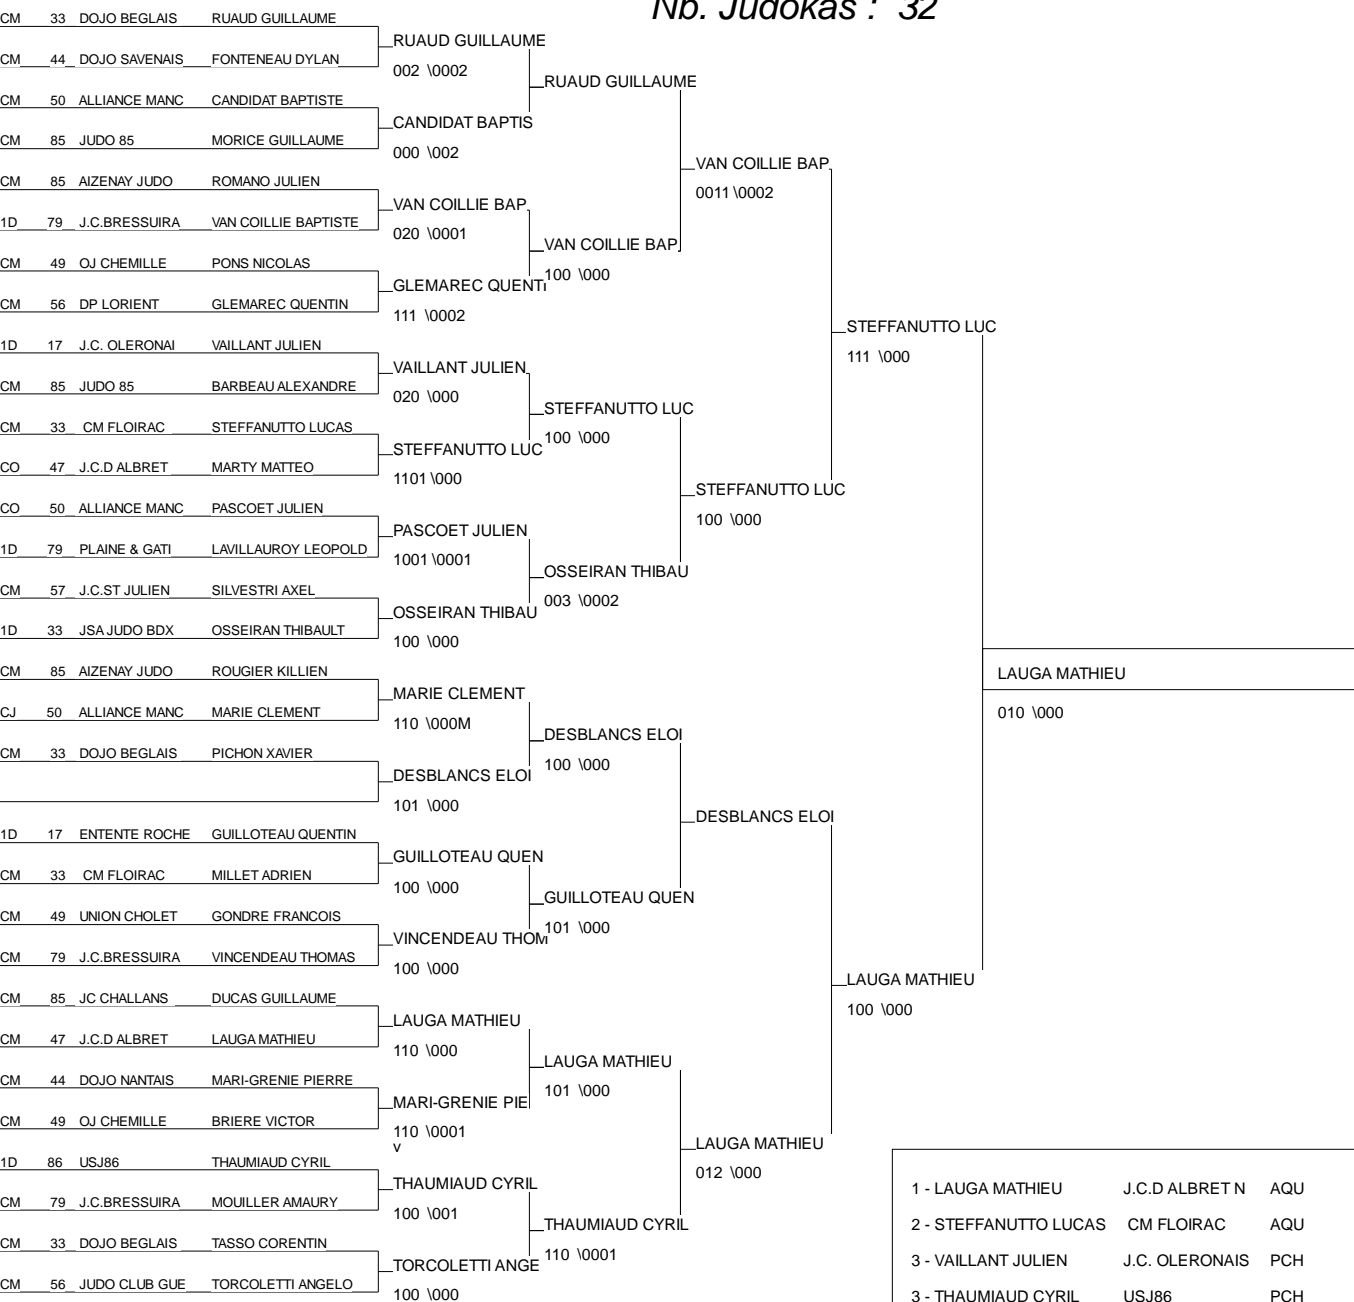 Nb. Judokas : 32
CM 33 DOJO BEGLAIS RUAUD GUILLAUME
CM 44 DOJO SAVENAIS FONTENEAU DYLAN
CM 50 ALLIANCE MANC CANDIDAT BAPTISTE
CM 85 JUDO 85 MORICE GUILLAUME
CM 85 AIZENAY JUDO ROMANO JULIEN
1D 79 J.C.BRESSUIRA VAN COILLIE BAPTISTE
CM 49 OJ CHEMILLE PONS NICOLAS
CM 56 DP LORIENT GLEMAREC QUENTIN
1D 17 J.C. OLERONAI VAILLANT JULIEN
CM 85 JUDO 85 BARBEAU ALEXANDRE
CM 33 CM FLOIRAC STEFFANUTTO LUCAS
CO 47 J.C.D ALBRET MARTY MATTEO
CO 50 ALLIANCE MANC PASCOET JULIEN
1D 79 PLAINE & GATI LAVILLAUROY LEOPOLD
CM 57 J.C.ST JULIEN SILVESTRI AXEL
1D 33 JSA JUDO BDX OSSEIRAN THIBAULT
CM 85 AIZENAY JUDO ROUGIER KILLIEN
CJ 50 ALLIANCE MANC MARIE CLEMENT
CM 33 DOJO BEGLAIS PICHON XAVIER
1D 17 ENTENTE ROCHE GUILLOTEAU QUENTIN
CM 33 CM FLOIRAC MILLET ADRIEN
CM 49 UNION CHOLET GONDRE FRANCOIS
CM 79 J.C.BRESSUIRA VINCENDEAU THOMAS
CM 85 JC CHALLANS DUCAS GUILLAUME
CM 47 J.C.D ALBRET LAUGA MATHIEU
CM 44 DOJO NANTAIS MARI-GRENIE PIERRE
CM 49 OJ CHEMILLE BRIERE VICTOR
1D 86 USJ86 THAUMIAUD CYRIL
CM 79 J.C.BRESSUIRA MOUILLER AMAURY
CM 33 DOJO BEGLAIS TASSO CORENTIN
CM 56 JUDO CLUB GUE TORCOLETTI ANGELO
RUAUD GUILLAUME
002 \0002
CANDIDAT BAPTIS
000 \002
VAN COILLIE BAP
020 \0001
GLEMAREC QUENTI
111 \0002
VAILLANT JULIEN
020 \000
STEFFANUTTO LUC
1101 \000
PASCOET JULIEN
1001 \0001
OSSEIRAN THIBAU
100 \000
MARIE CLEMENT
110 \000M
DESBLANCS ELOI
101 \000
GUILLOTEAU QUEN
100 \000
VINCENDEAU THOM
100 \000
LAUGA MATHIEU
110 \000
MARI-GRENIE PIE
110 \0001
v
THAUMIAUD CYRIL
100 \001
TORCOLETTI ANGE
100 \000
RUAUD GUILLAUME
VAN COILLIE BAP
100 \000
STEFFANUTTO LUC
100 \000
OSSEIRAN THIBAU
003 \0002
DESBLANCS ELOI
100 \000
GUILLOTEAU QUEN
101 \000
LAUGA MATHIEU
101 \000
THAUMIAUD CYRIL
110 \0001
VAN COILLIE BAP
0011 \0002
STEFFANUTTO LUC
100 \000
DESBLANCS ELOI
LAUGA MATHIEU
012 \000
STEFFANUTTO LUC
111 \000
LAUGA MATHIEU
100 \000
LAUGA MATHIEU
010 \000
1 - LAUGA MATHIEU J.C.D ALBRET N AQU
2 - STEFFANUTTO LUCAS CM FLOIRAC AQU
3 - VAILLANT JULIEN J.C. OLERONAIS PCH
3 - THAUMIAUD CYRIL USJ86 PCH